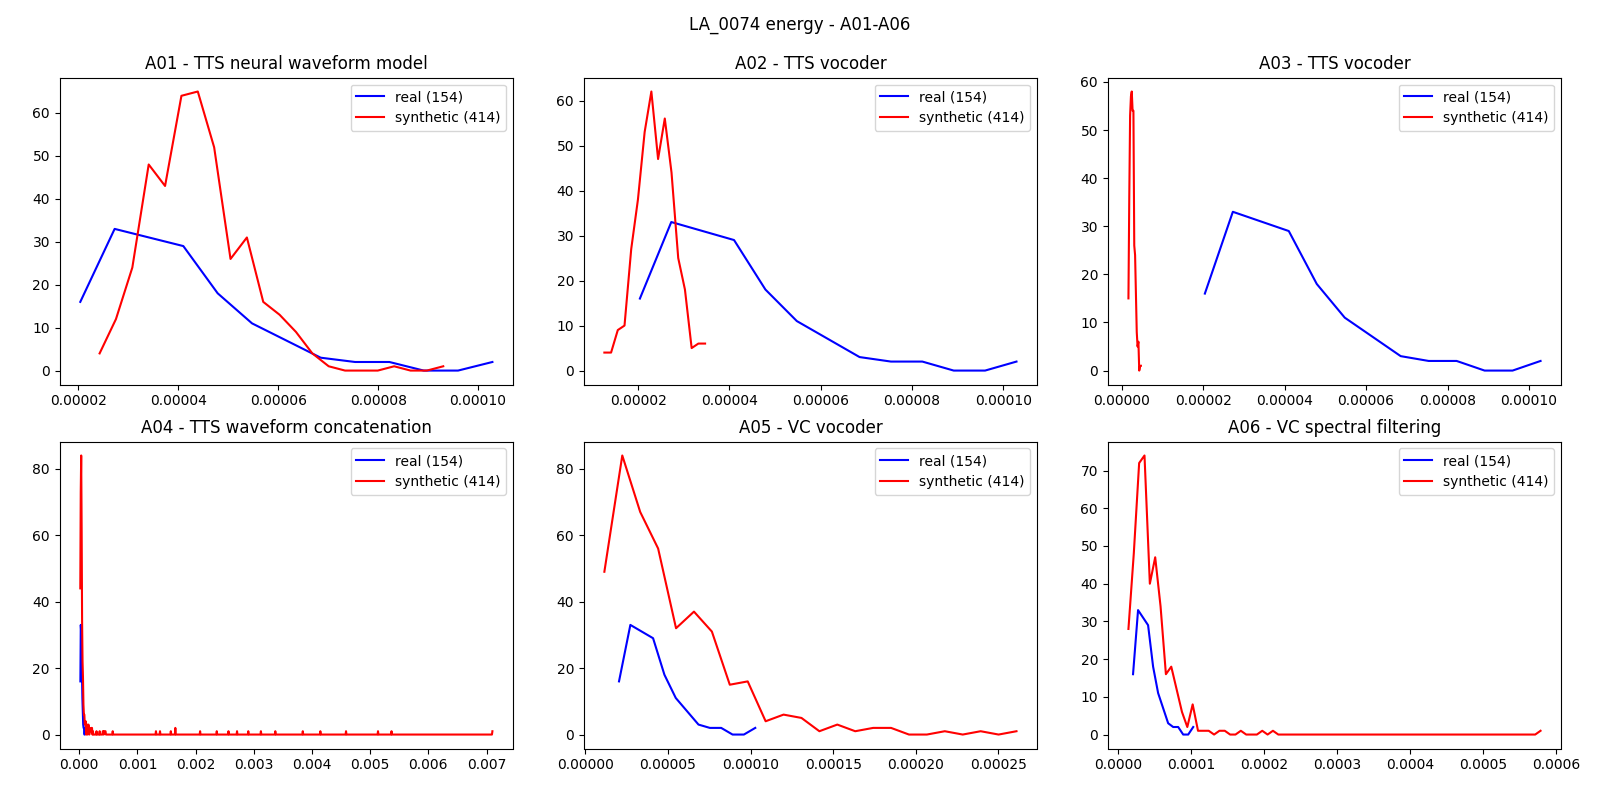 LA_0074 energy - A01-A06
A01 - TTS neural waveform model
real (154)
synthetic (414)
60
50
40
30
20
10
0
0.00002 0.00004 0.00006 0.00008 0.00010
A02 - TTS vocoder
real (154)
synthetic (414)
60
50
40
30
20
10
0
0.00002 0.00004 0.00006 0.00008 0.00010
A03 - TTS vocoder
real (154)
synthetic (414)
60
50
40
30
20
10
0
0.00000 0.00002 0.00004 0.00006 0.00008 0.00010
A04 - TTS waveform concatenation
real (154)
synthetic (414)
80
60
40
20
0
0.000 0.001 0.002 0.003 0.004 0.005 0.006 0.007
A05 - VC vocoder
real (154)
synthetic (414)
80
60
40
20
0
0.00000 0.00005 0.00010 0.00015 0.00020 0.00025
A06 - VC spectral filtering
real (154)
synthetic (414)
70
60
50
40
30
20
10
0
0.0000 0.0001 0.0002 0.0003 0.0004 0.0005 0.0006